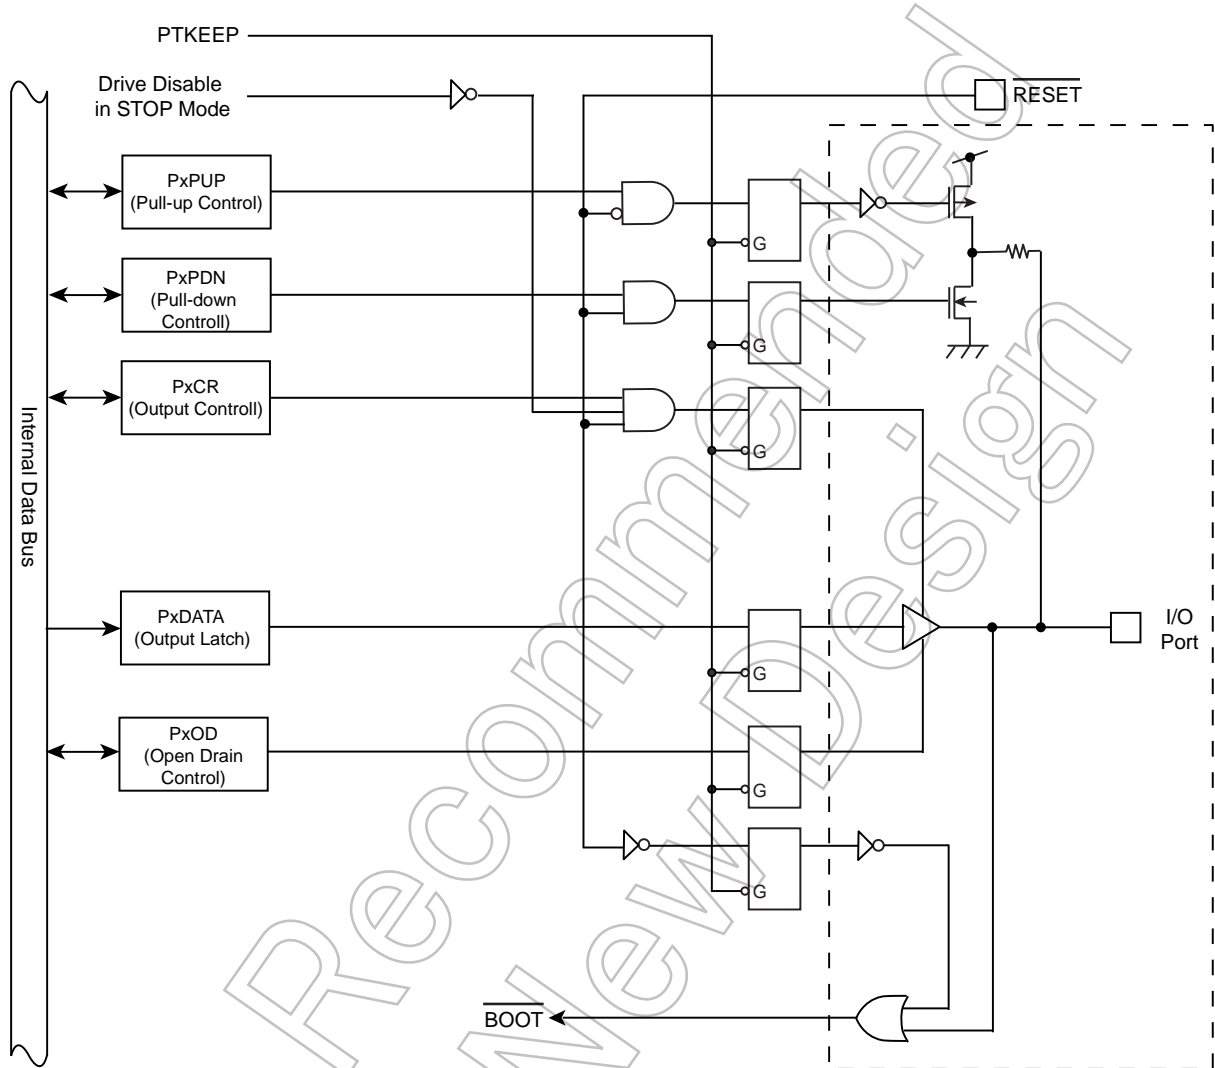 PTKEEP
Drive Disable
in STOP Mode
RESET
PxPUP
(Pull-up Control)
G
PxPDN
(Pull-down
Controll)
G
PxCR
(Output Controll)
G
Internal Data Bus
PxDATA
(Output Latch)
G
I/O
Port
PxOD
(Open Drain
Control)
G
G
BOOT
Recommended
New Design